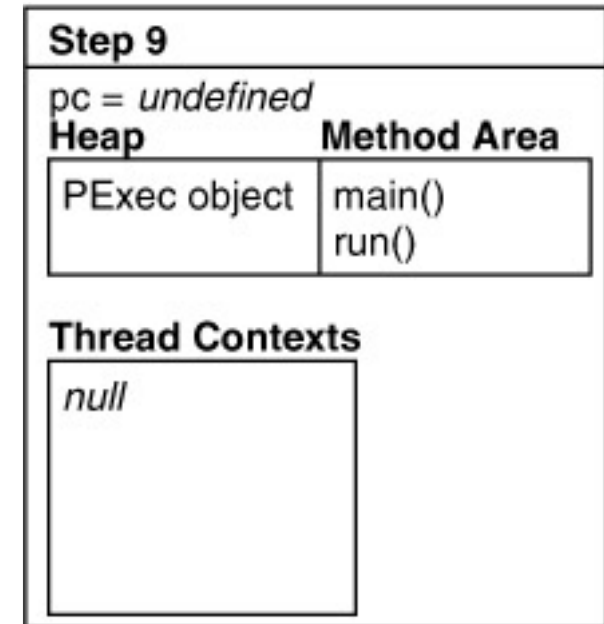 Step 9
pc = undefined
Heap Method Area
PExec object main()
run()
Thread Contexts
null